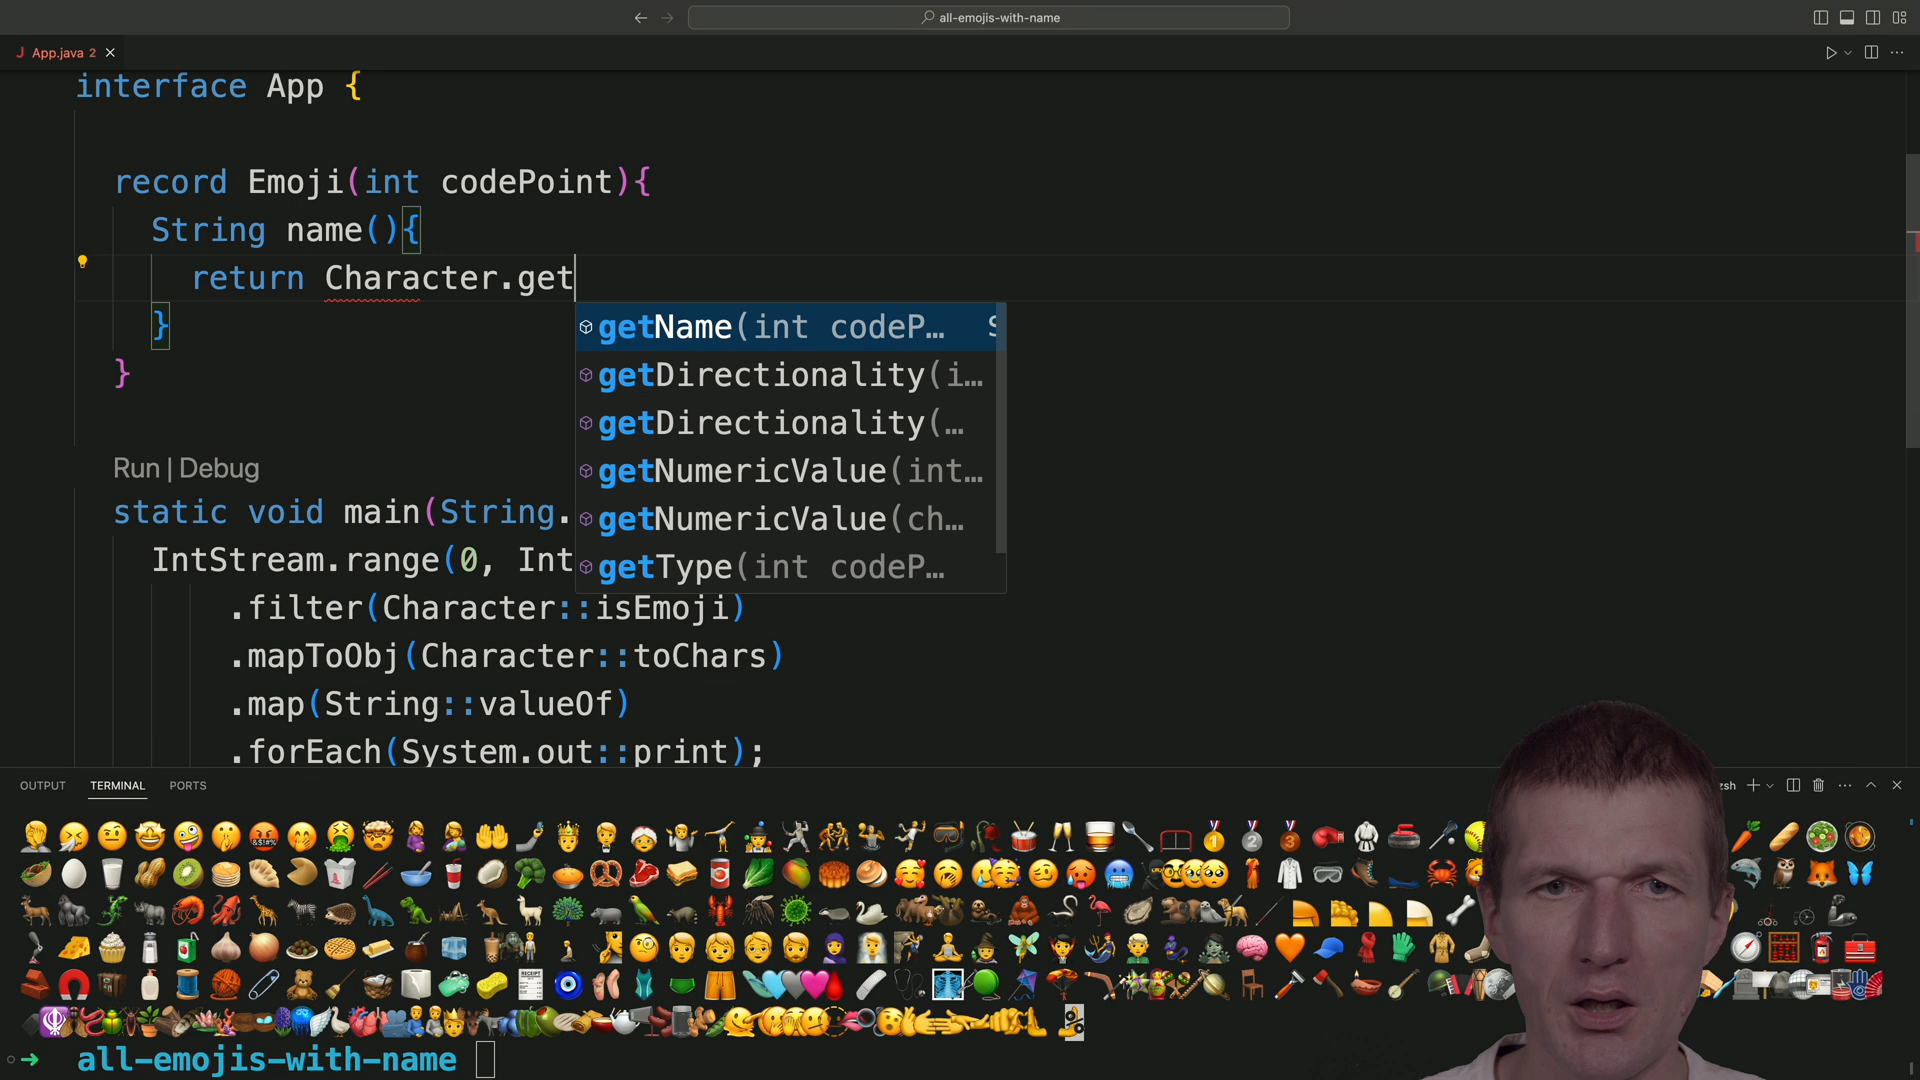 all-emojis-with-name
J App.java 2
interface App {
record Emoji(int codePoint){
String name(){
return Character.get
}
}
getName(int codeP…
getDirectionality(i…
getDirectionality(…
getNumericValue(int…
getNumericValue(ch…
getType(int codeP…
Run | Debug
static void main(String.
IntStream.range(0, Int
.filter(Character::isEmoji)
.mapToObj(Character::toChars)
.map(String::valueOf)
.forEach(System.out::print);
OUTPUT TERMINAL PORTS
zsh
all-emojis-with-name